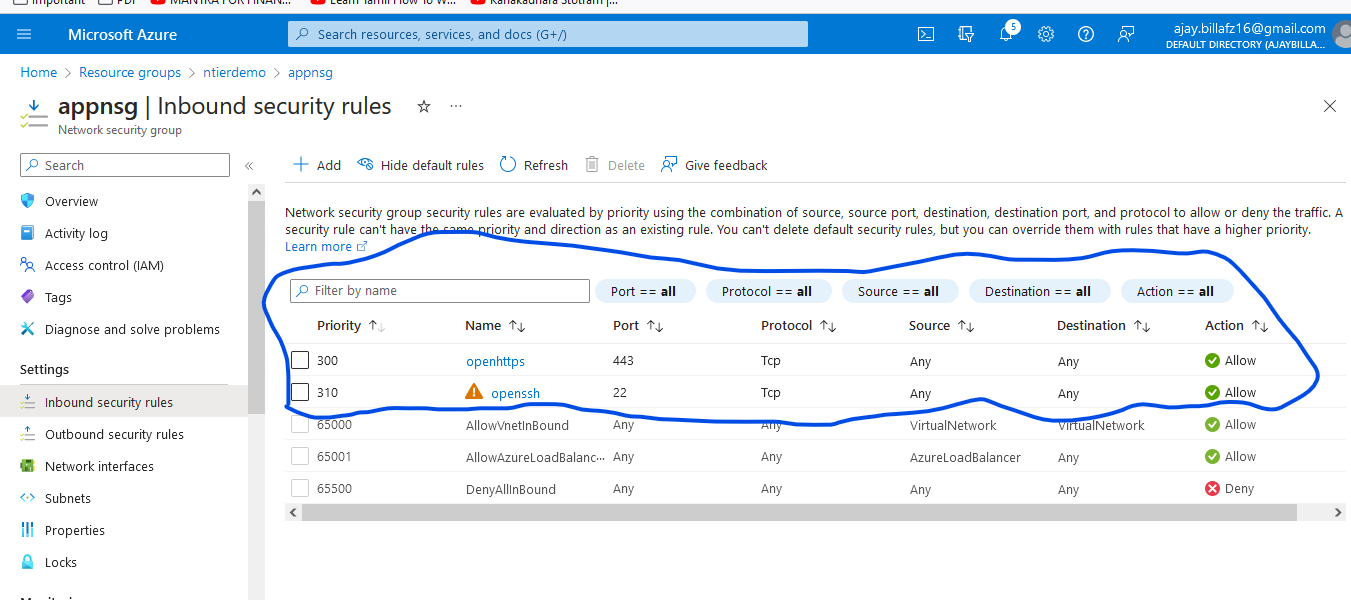 Important PDF MANTRA FOR FINAN... Learn Tamil How To W... Kanakadhara Stotram |...
Microsoft Azure
Search resources, services, and docs (G+/)
5
ajay.billafz16@gmail.com
DEFAULT DIRECTORY (AJAYBILLA...
Home > Resource groups > ntierdemo > appnsg
appnsg | Inbound security rules
Network security group
Search
Overview
Activity log
Access control (IAM)
Tags
Diagnose and solve problems
Settings
Inbound security rules
Outbound security rules
Network interfaces
Subnets
Properties
Locks
Add Hide default rules Refresh Delete Give feedback
Network security group security rules are evaluated by priority using the combination of source, source port, destination, destination port, and protocol to allow or deny the traffic. A
security rule can't have the same priority and direction as an existing rule. You can't delete default security rules, but you can override them with rules that have a higher priority.
Learn more
Filter by name Port == all Protocol == all Source == all Destination == all Action == all
Priority Name Port Protocol Source Destination Action
300 openhttps 443 Tcp Any Any Allow
310 openssh 22 Tcp Any Any Allow
65000 AllowVnetInBound Any Any VirtualNetwork VirtualNetwork Allow
65001 AllowAzureLoadBalanc... Any Any AzureLoadBalancer Any Allow
65500 DenyAllInBound Any Any Any Any Deny